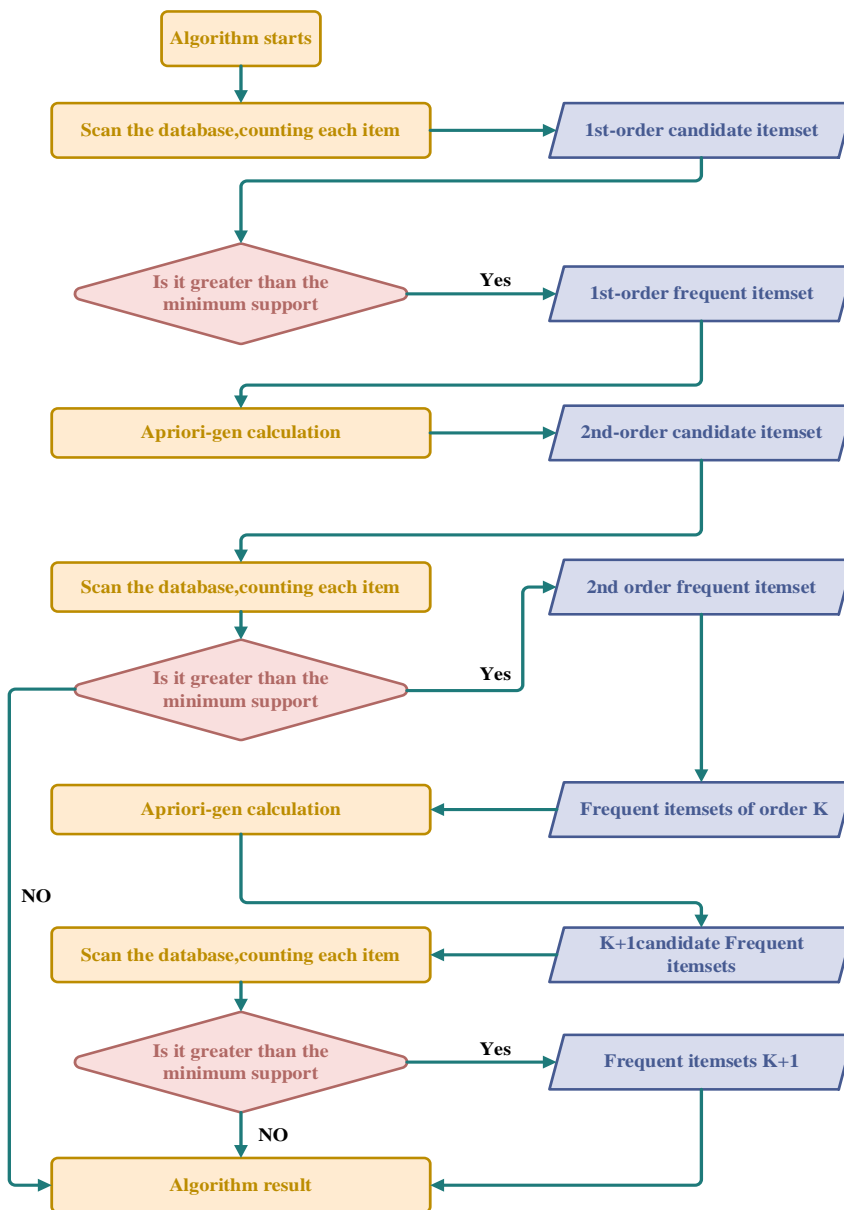 Algorithm starts
Scan the database,counting each item
1st-order candidate itemset
Is it greater than the
minimum support
Yes
1st-order frequent itemset
Apriori-gen calculation
2nd-order candidate itemset
Scan the database,counting each item
2nd order frequent itemset
Is it greater than the
minimum support
Yes
Apriori-gen calculation
Frequent itemsets of order K
NO
Scan the database,counting each item
K+1candidate Frequent
itemsets
Is it greater than the
minimum support
Yes
Frequent itemsets K+1
NO
Algorithm result